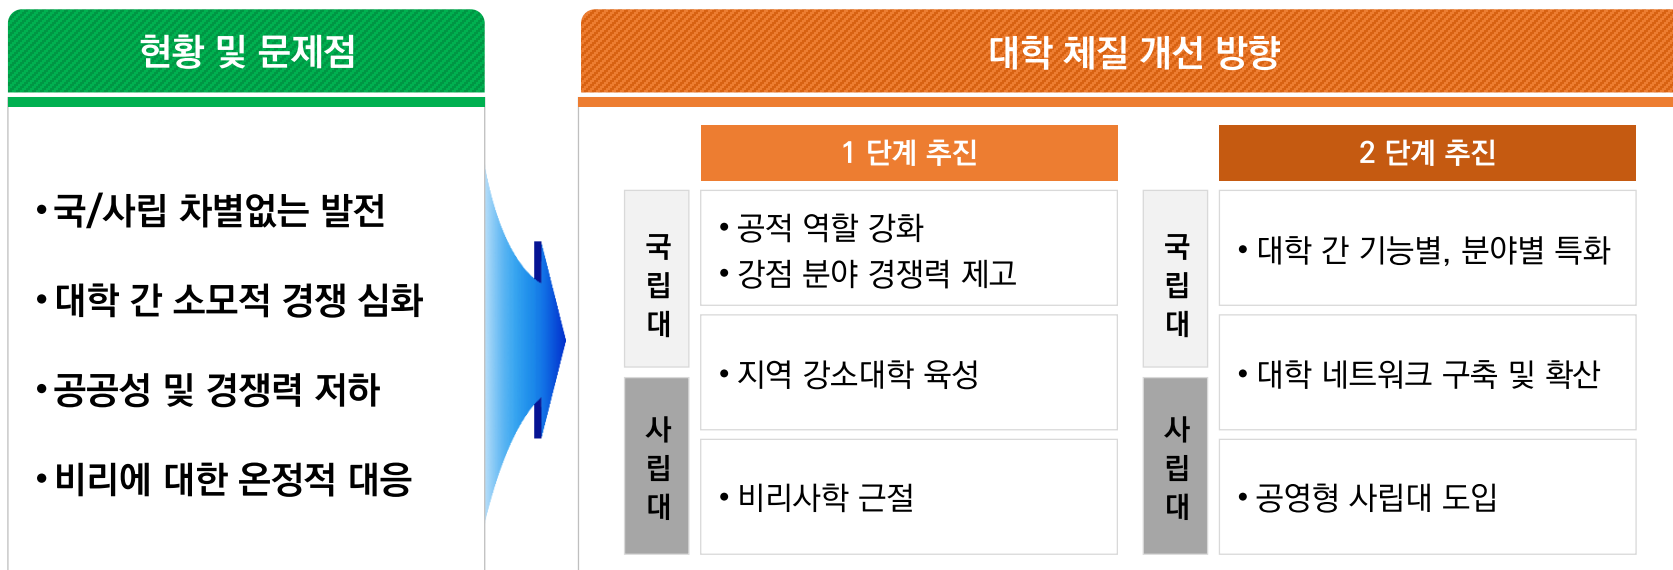 현황 및 문제점
• 국/사립 차별없는 발전
• 대학 간 소모적 경쟁 심화
• 공공성 및 경쟁력 저하
• 비리에 대한 온정적 대응
대학 체질 개선 방향
1 단계 추진
국립대
• 공적 역할 강화
• 강점 분야 경쟁력 제고
• 지역 강소대학 육성
사립대
• 비리사학 근절
2 단계 추진
국립대
• 대학 간 기능별, 분야별 특화
• 대학 네트워크 구축 및 확산
사립대
• 공영형 사립대 도입